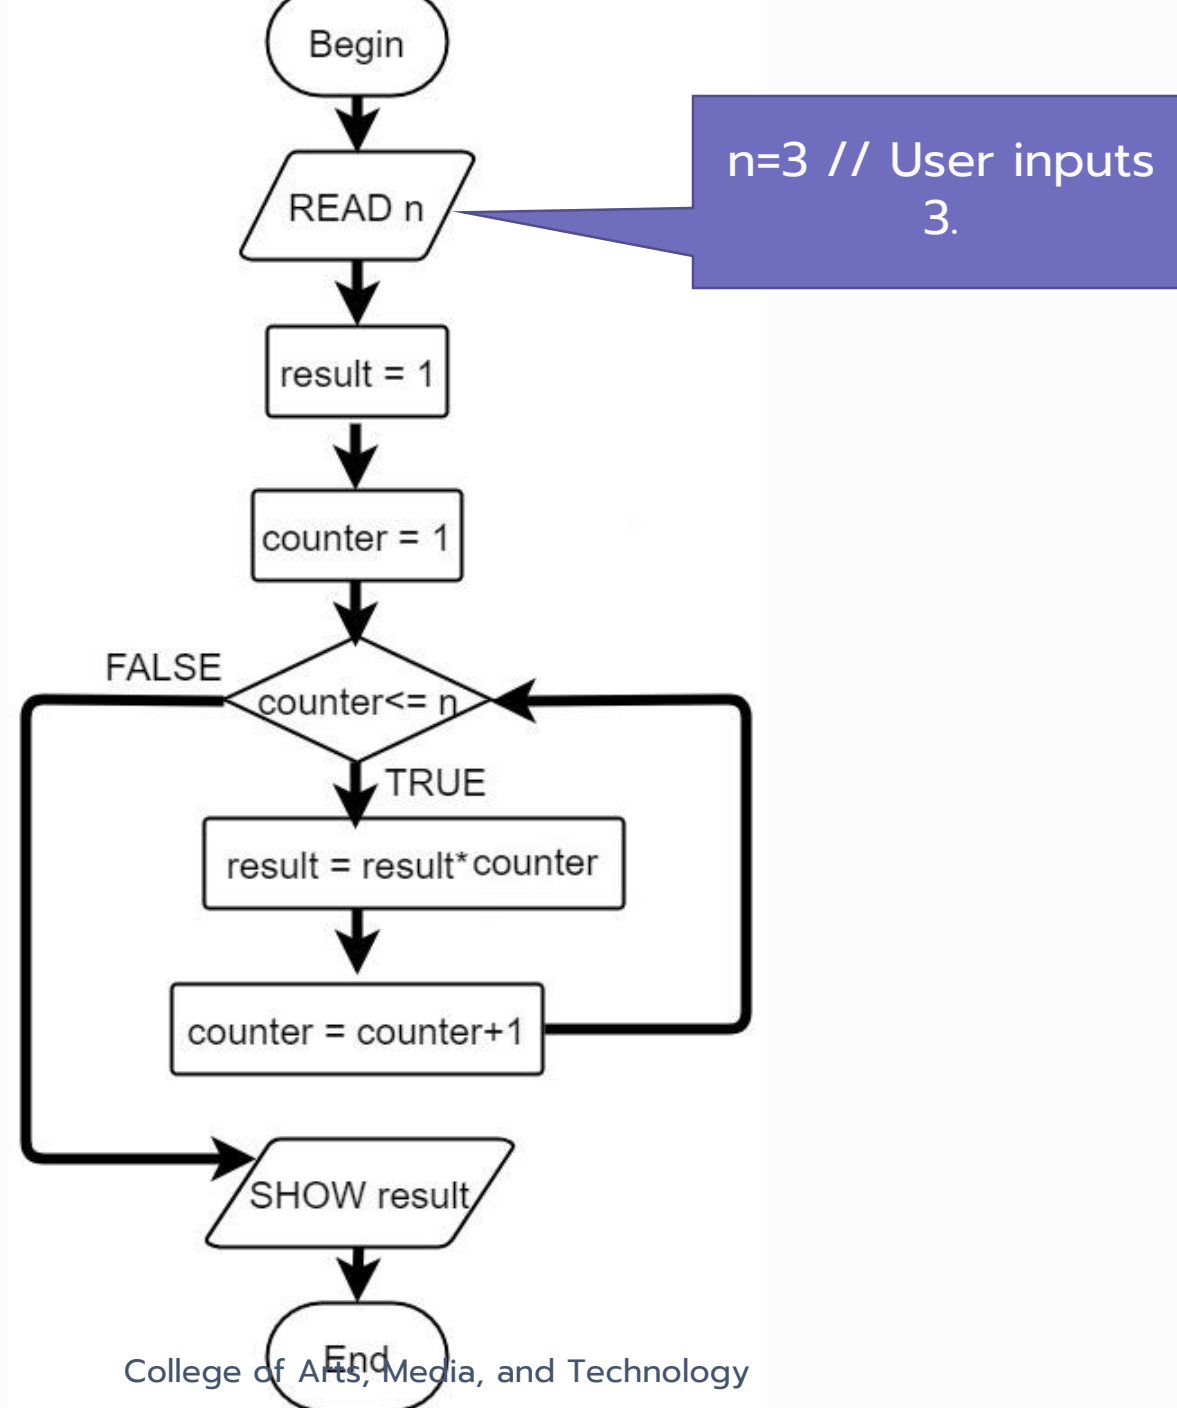 Begin
READ n
n=3 // User inputs
3.
result = 1
counter = 1
FALSE
counter<= n
TRUE
result = result*counter
counter = counter+1
SHOW result
End
College of Arts, Media, and Technology